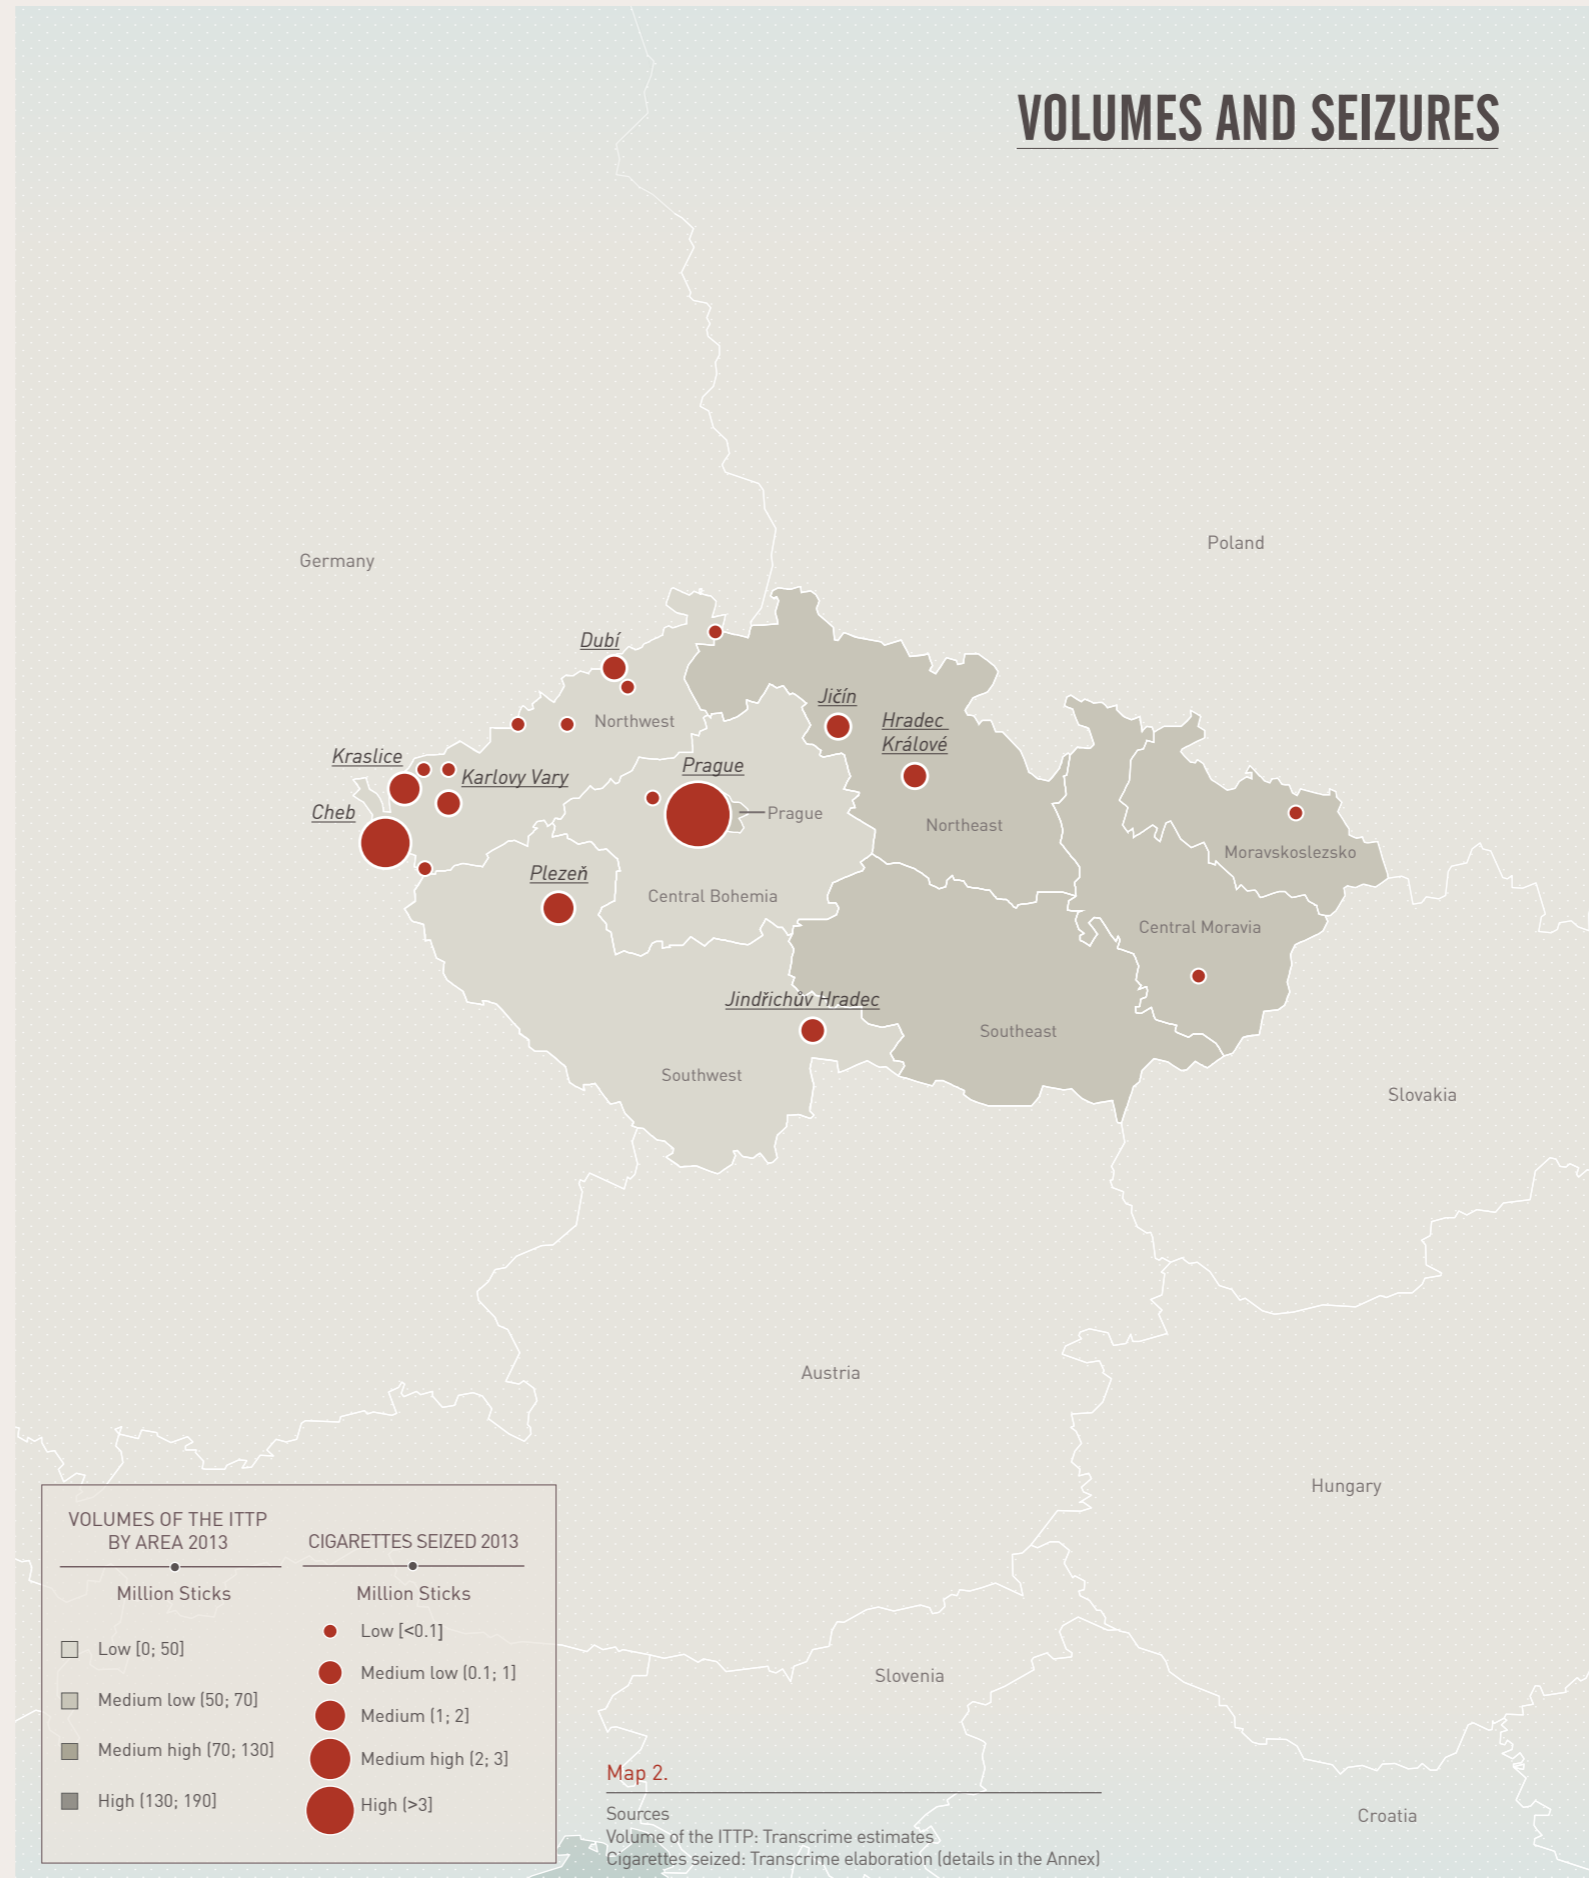 VOLUMES AND SEIZURES
Poland
Germany
Dubí
Jičín
Hradec
Králové
Northwest
Kraslice
Karlovy Vary
Prague
Cheb
Prague
Northeast
Moravskoslezsko
Plezeň
Central Bohemia
Central Moravia
Jindřichův Hradec
Southeast
Southwest
Slovakia
Austria
Hungary
VOLUMES OF THE ITTP
BY AREA 2013
Million Sticks
Low [0; 50]
Medium low (50; 70]
Medium high (70; 130]
High (130; 190]
CIGARETTES SEIZED 2013
Million Sticks
Low [<0.1]
Medium low (0.1; 1]
Medium (1; 2]
Medium high (2; 3]
High (>3]
Slovenia
Croatia
Map 2.
Sources
Volume of the ITTP: Transcrime estimates
Cigarettes seized: Transcrime elaboration (details in the Annex)